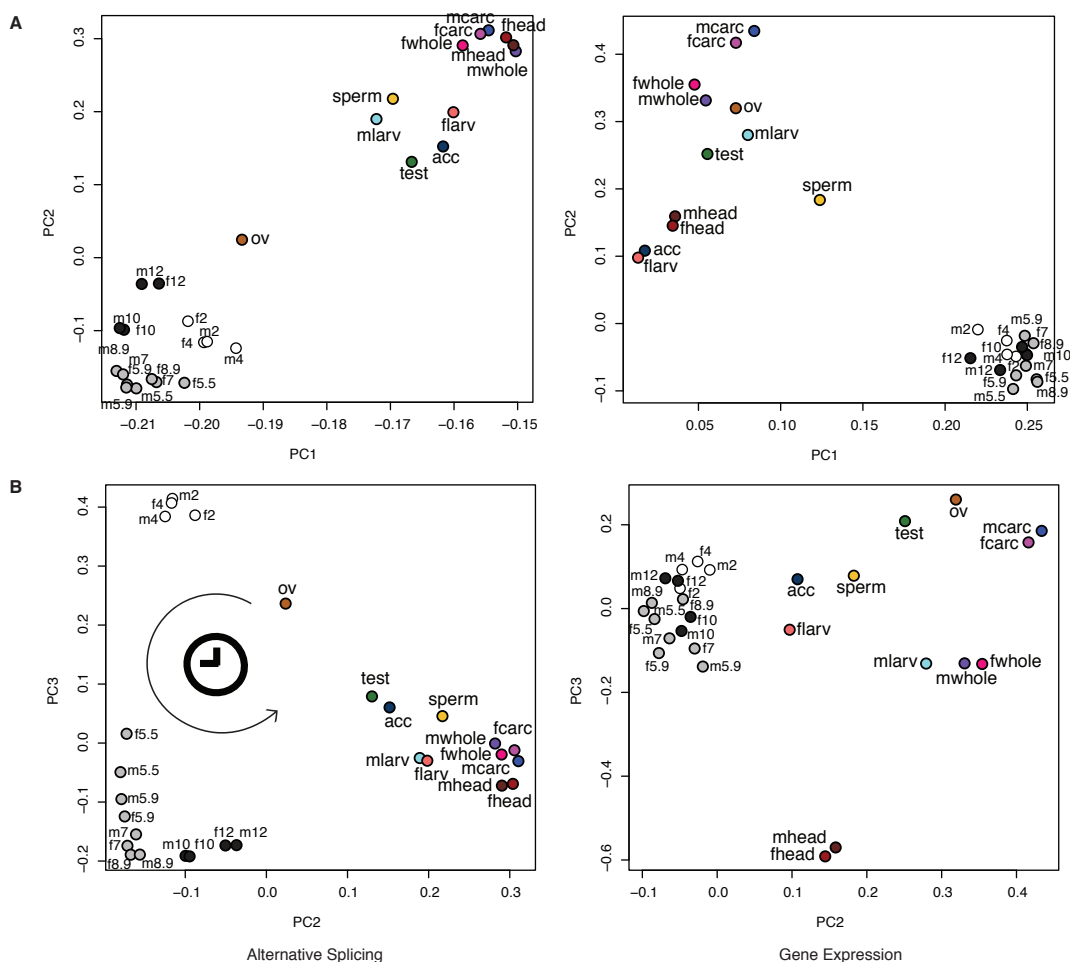 A
mcarc
fcarc
fhead
fwhole
mhead
mwhole
sperm
mlarv
flarv
acc
test
ov
m12
f12
m10
f10
f2
m2
f4
m4
m8.9
m7
f5.9
f8.9
f7
f5.5
m5.5
m5.9
0.3
0.2
0.1
0.0
−0.1
PC2
−0.21
−0.20
−0.19
−0.18
−0.17
−0.16
−0.15
PC1
mcarc
fcarc
fwhole
mwhole
ov
mlarv
test
sperm
mhead
fhead
acc
flarv
m2
f4
m5.9
f7
f10
f8.9
f12
m4
m10
m12
f2
m7
f5.9
f5.5
m5.5
m8.9
0.4
0.3
0.2
0.1
0.0
−0.1
PC2
0.05
0.10
0.15
0.20
0.25
PC1
B
m2
f4
m4
f2
ov
test
acc
sperm
mwhole
fcarc
fwhole
mlarv
flarv
mcarc
mhead
fhead
f5.5
m5.5
m5.9
f5.9
m7
f7
f8.9
m8.9
m10
f10
f12
m12
0.4
0.3
0.2
0.1
0.0
−0.1
−0.2
PC3
−0.1
0.0
0.1
0.2
0.3
PC2
Alternative Splicing
ov
test
mcarc
fcarc
f4
m4
m2
m12
f12
m8.9
f2
f8.9
m5.5
f5.5
f10
m7
m10
f7
f5.9
m5.9
acc
sperm
flarv
mlarv
fwhole
mwhole
mhead
fhead
0.2
0.0
−0.2
−0.4
−0.6
PC3
−0.1
0.0
0.1
0.2
0.3
0.4
PC2
Gene Expression